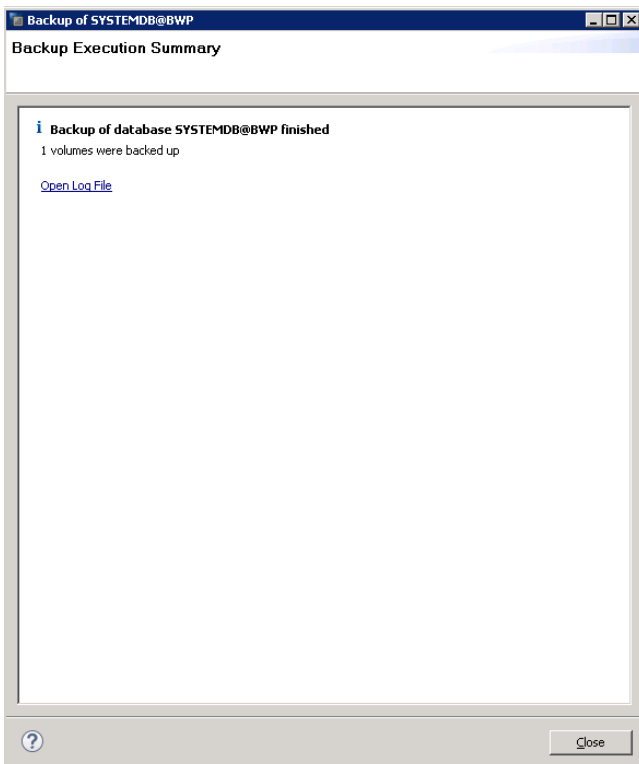 Backup of SYSTEMDB@BWP
Backup Execution Summary
i Backup of database SYSTEMDB@BWP finished
1 volumes were backed up
Open Log File
?
Close